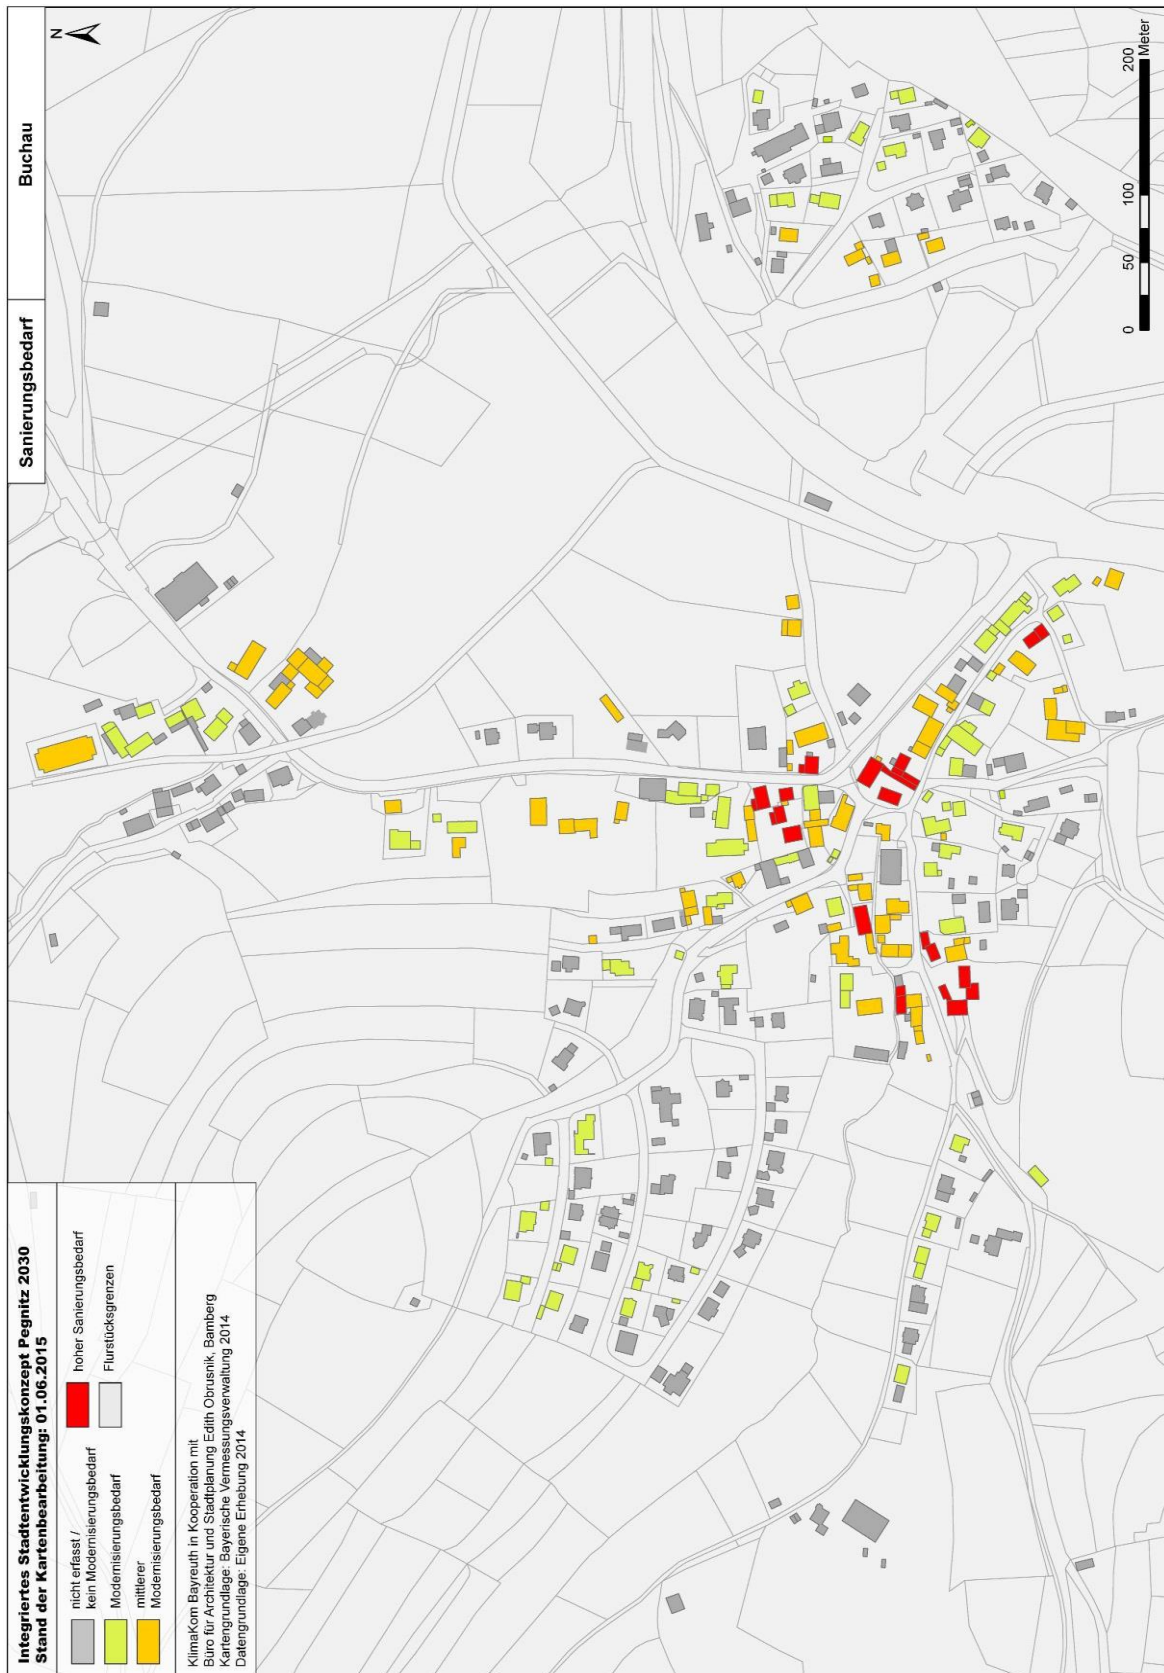 Integriertes Stadtentwicklungskonzept Pegnitz 2030
Stand der Kartenbearbeitung: 01.06.2015
nicht erfasst /
kein Modernisierungsbedarf
Modernisierungsbedarf
mittlerer
Modernisierungsbedarf
hoher Sanierungsbedarf
Flurstücksgrenzen
KlimaKom Bayreuth in Kooperation mit
Büro für Architektur und Stadtplanung Edith Obrusnik, Bamberg
Kartengrundlage: Bayerische Vermessungsverwaltung 2014
Datengrundlage: Eigene Erhebung 2014
Sanierungsbedarf
Buchau
N
0 50 100 200
Meter